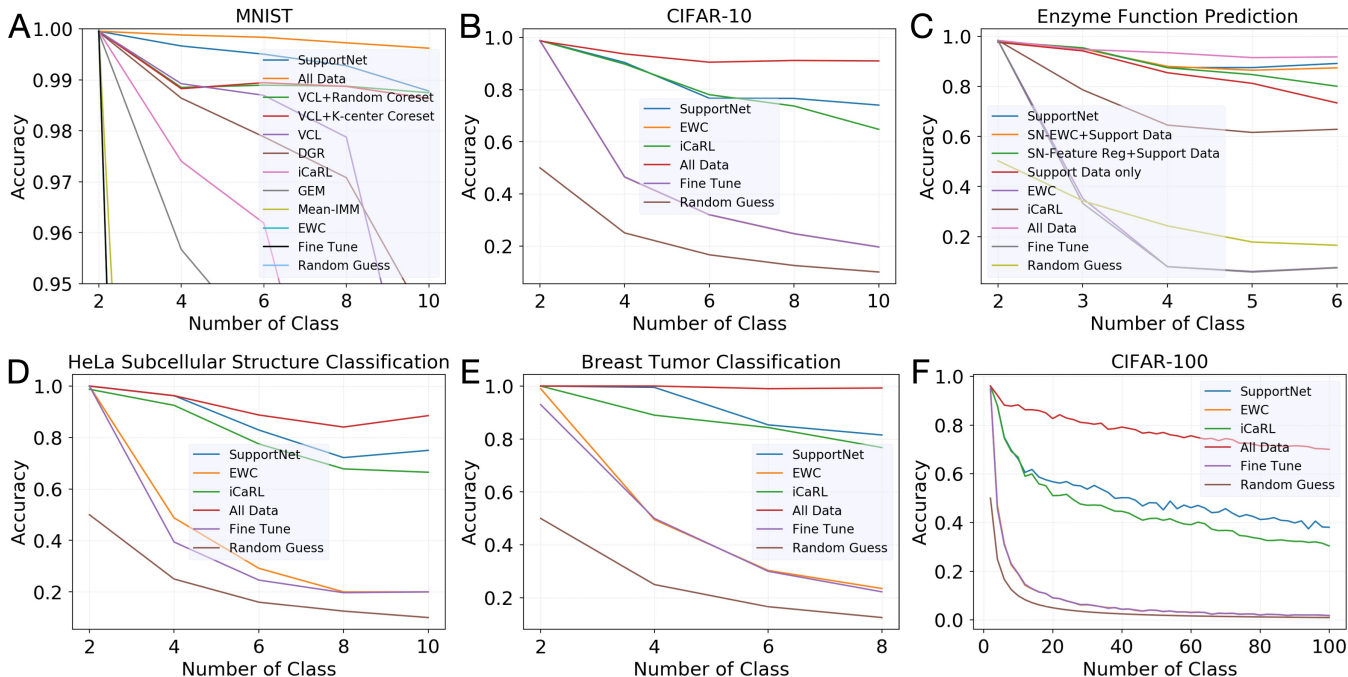 A
MNIST
Accuracy
1.00
0.99
0.98
0.97
0.96
0.95
2
4
6
8
10
Number of Class
SupportNet
All Data
VCL+Random Coreset
VCL+K-center Coreset
VCL
DGR
iCaRL
GEM
Mean-IMM
EWC
Fine Tune
Random Guess
B
CIFAR-10
Accuracy
1.0
0.8
0.6
0.4
0.2
2
4
6
8
10
Number of Class
SupportNet
EWC
iCaRL
All Data
Fine Tune
Random Guess
C
Enzyme Function Prediction
Accuracy
1.0
0.8
0.6
0.4
0.2
2
3
4
5
6
Number of Class
SupportNet
SN-EWC+Support Data
SN-Feature Reg+Support Data
Support Data only
EWC
iCaRL
All Data
Fine Tune
Random Guess
D
HeLa Subcellular Structure Classification
Accuracy
1.0
0.8
0.6
0.4
0.2
2
4
6
8
10
Number of Class
SupportNet
EWC
iCaRL
All Data
Fine Tune
Random Guess
E
Breast Tumor Classification
Accuracy
1.0
0.8
0.6
0.4
0.2
2
4
6
8
Number of Class
SupportNet
EWC
iCaRL
All Data
Fine Tune
Random Guess
F
CIFAR-100
Accuracy
1.0
0.8
0.6
0.4
0.2
0.0
0
20
40
60
80
100
Number of Class
SupportNet
EWC
iCaRL
All Data
Fine Tune
Random Guess